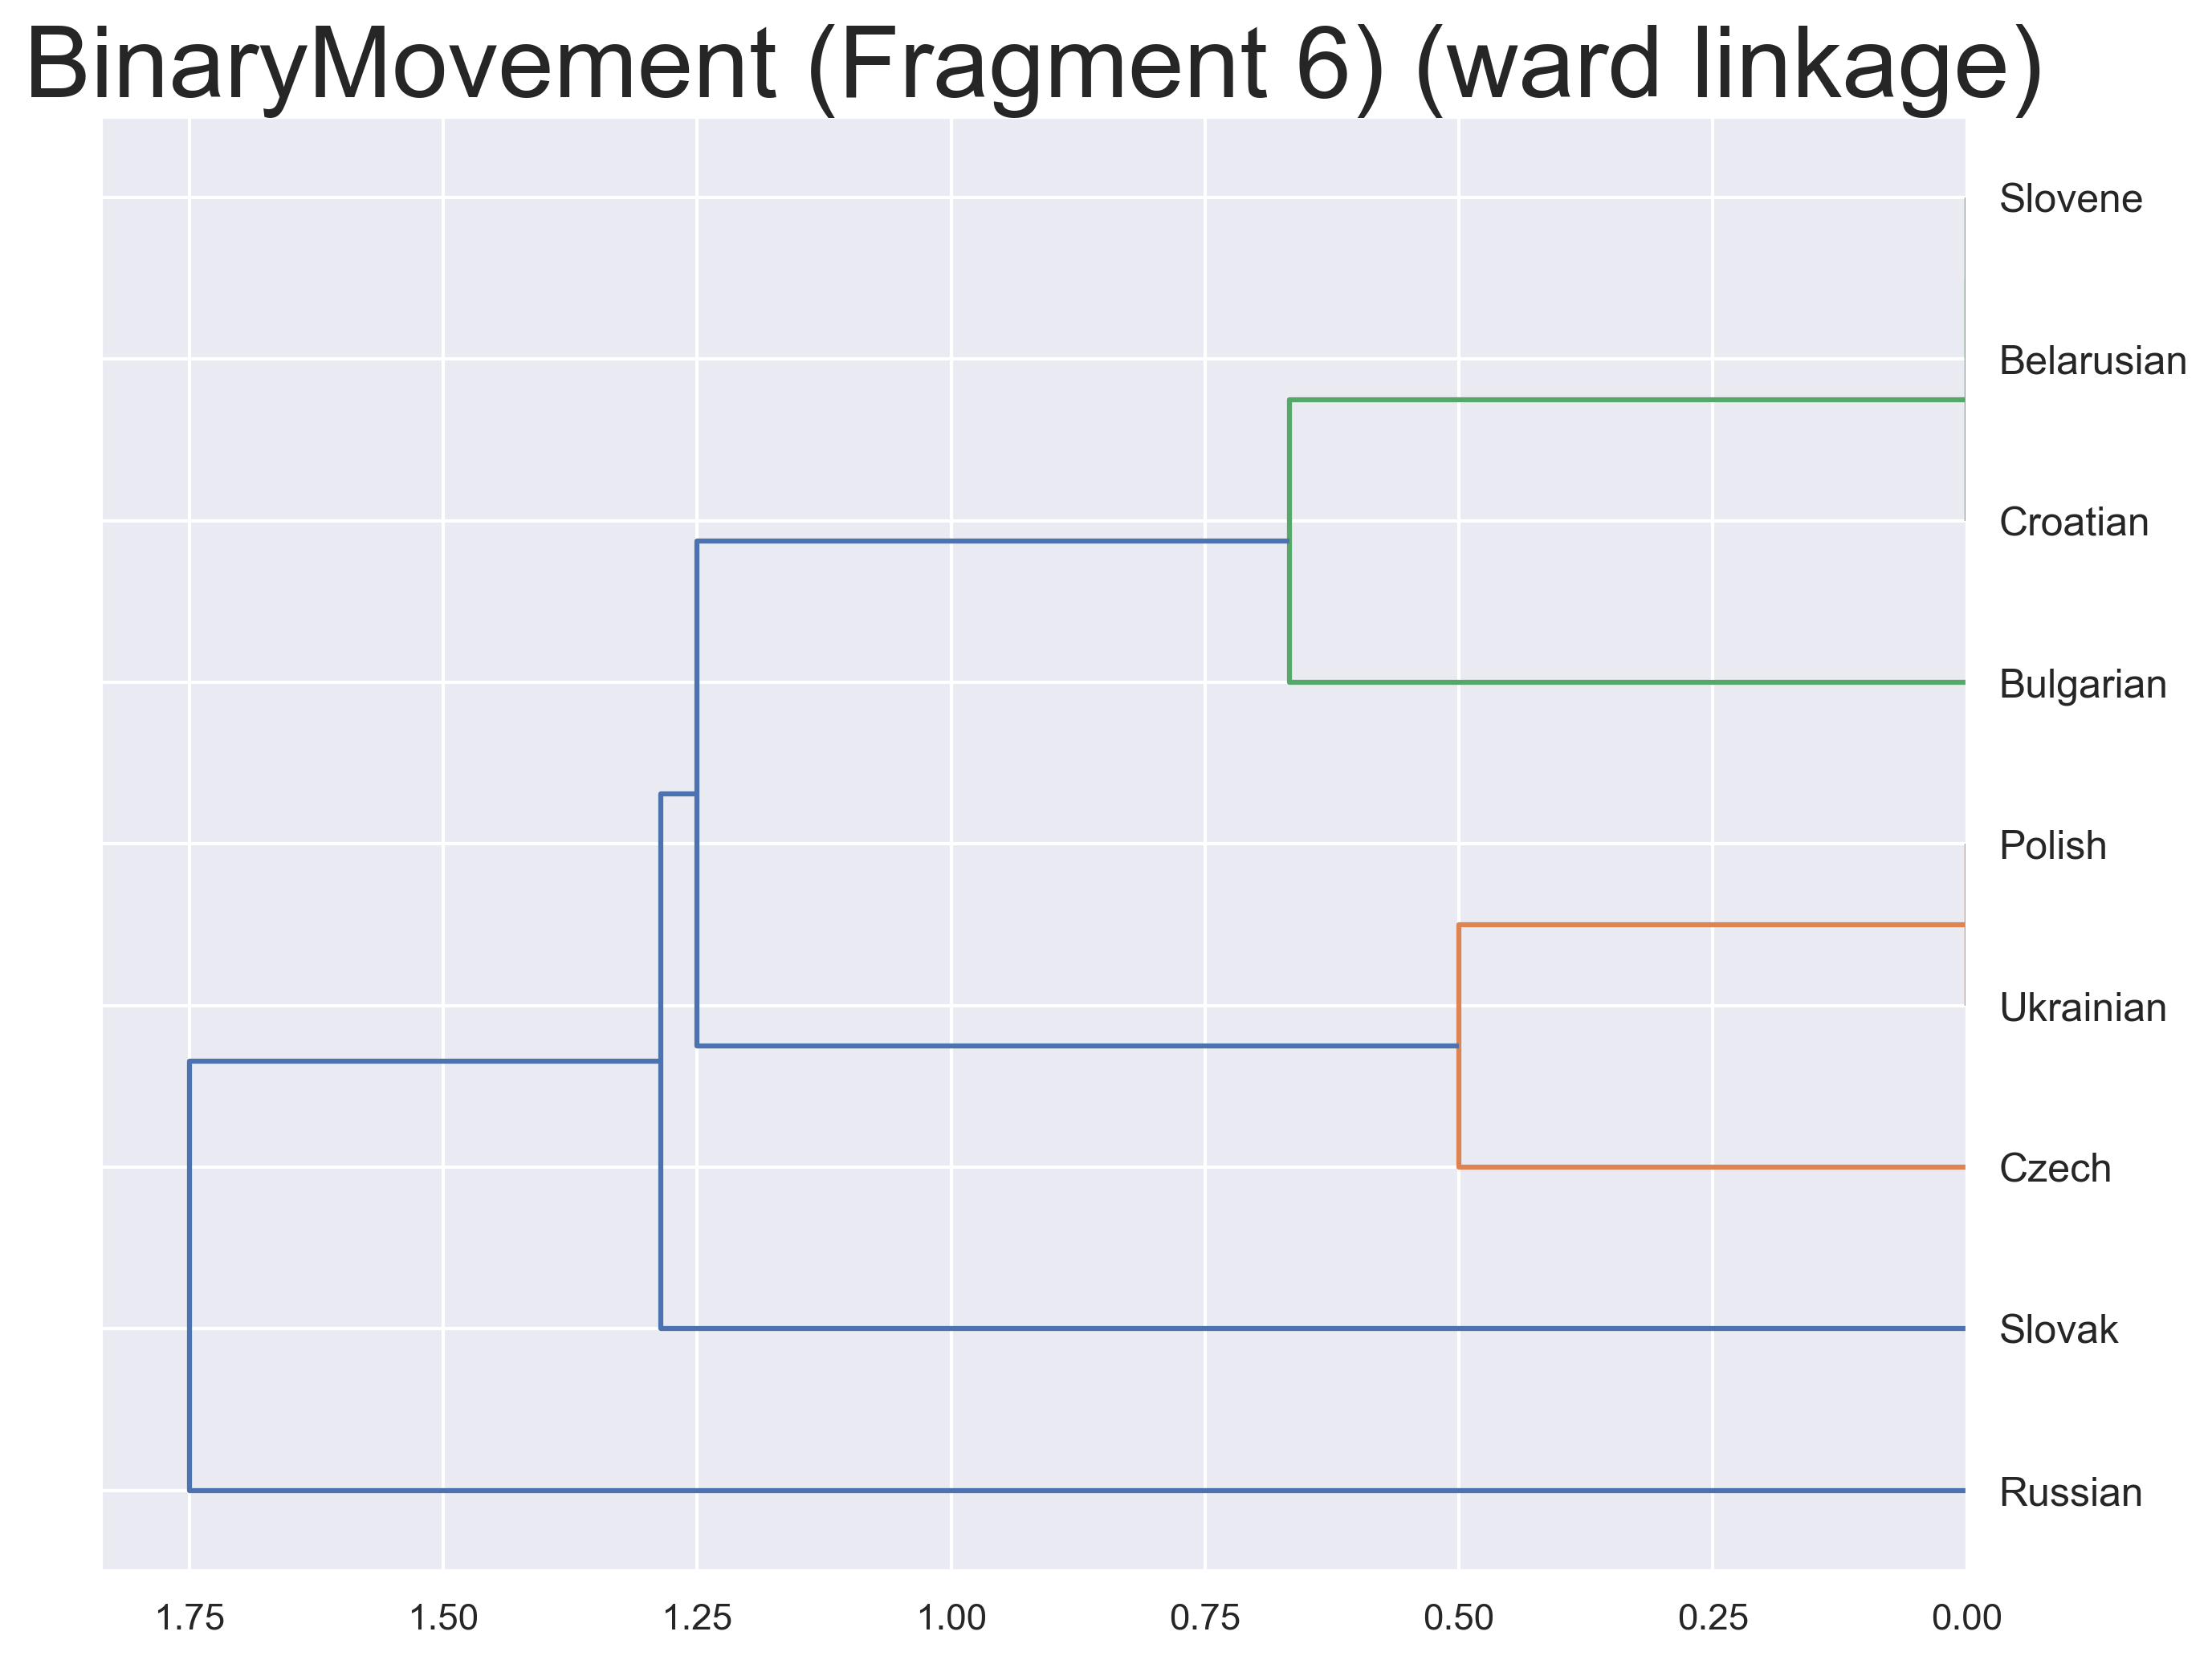 BinaryMovement (Fragment 6) (ward linkage)
Slovene
Belarusian
Croatian
Bulgarian
Polish
Ukrainian
Czech
Slovak
Russian
1.75 1.50 1.25 1.00 0.75 0.50 0.25 0.00